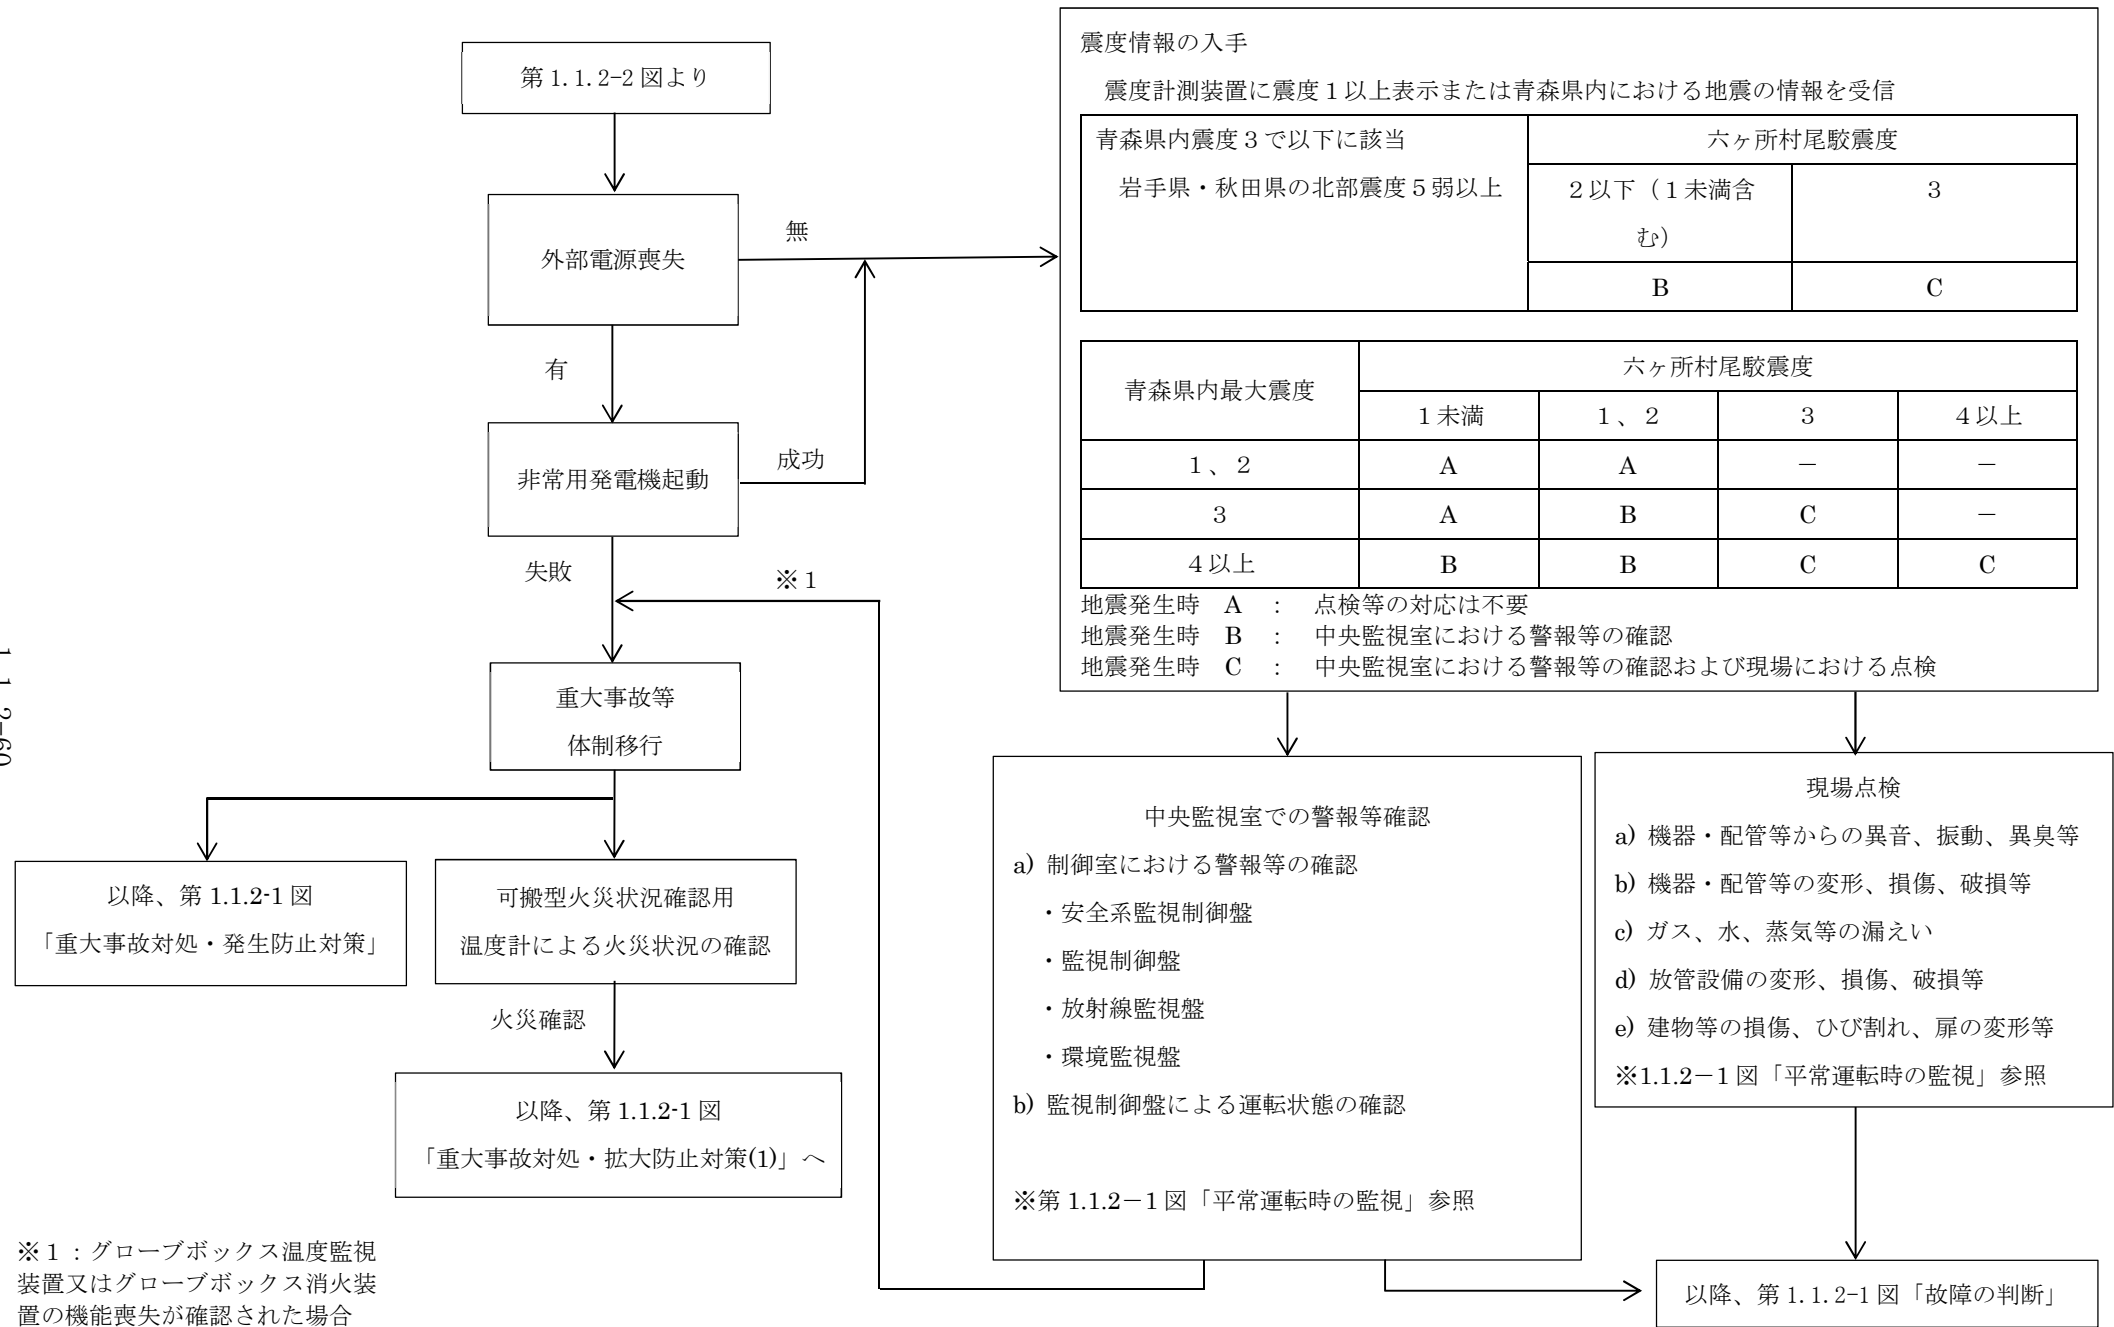 第 1.1.2-2 図より
外部電源喪失
無
有
非常用発電機起動
成功
失敗
※１
重大事故等
体制移行
以降、第 1.1.2-1 図
「重大事故対処・発生防止対策」
可搬型火災状況確認用
温度計による火災状況の確認
火災確認
以降、第 1.1.2-1 図
「重大事故対処・拡大防止対策(1)」へ
※１：グローブボックス温度監視
装置又はグローブボックス消火装
置の機能喪失が確認された場合
震度情報の入手
震度計測装置に震度１以上表示または青森県内における地震の情報を受信
青森県内震度３で以下に該当
岩手県・秋田県の北部震度５弱以上
六ヶ所村尾駮震度
２以下（１未満含
む）
３
B
C
青森県内最大震度
六ヶ所村尾駮震度
１未満
１、２
３
４以上
１、２
A
A
－
－
３
A
B
C
－
４以上
B
B
C
C
地震発生時　A　：　点検等の対応は不要
地震発生時　B　：　中央監視室における警報等の確認
地震発生時　C　：　中央監視室における警報等の確認および現場における点検
中央監視室での警報等確認
a) 制御室における警報等の確認
・安全系監視制御盤
・監視制御盤
・放射線監視盤
・環境監視盤
b) 監視制御盤による運転状態の確認
※第 1.1.2－1 図「平常運転時の監視」参照
現場点検
a) 機器・配管等からの異音、振動、異臭等
b) 機器・配管等の変形、損傷、破損等
c) ガス、水、蒸気等の漏えい
d) 放管設備の変形、損傷、破損等
e) 建物等の損傷、ひび割れ、扉の変形等
※1.1.2－1 図「平常運転時の監視」参照
以降、第 1.1.2-1 図「故障の判断」